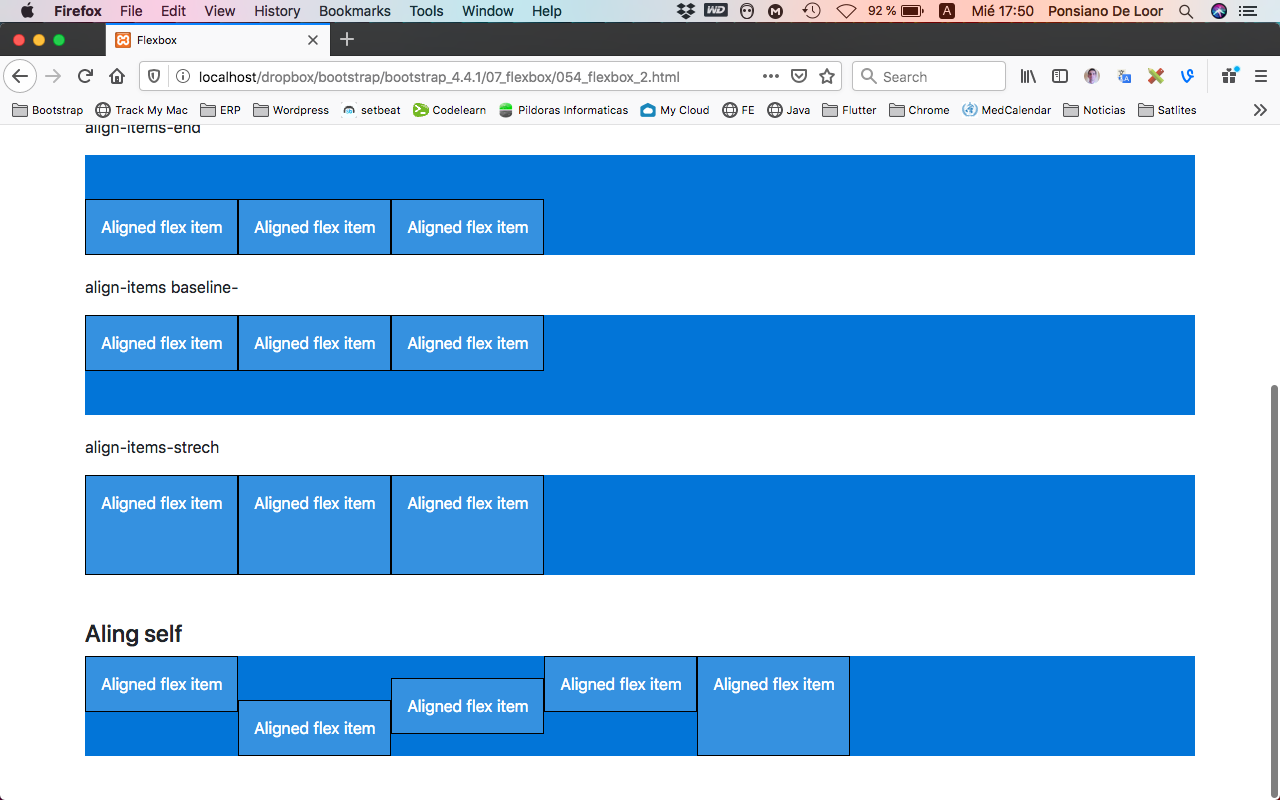 Firefox File Edit View History Bookmarks Tools Window Help WD M 92 % A Mié 17:50 Ponsiano De Loor
Flexbox
localhost/dropbox/bootstrap/bootstrap_4.4.1/07_flexbox/054_flexbox_2.html Search
Bootstrap Track My Mac ERP Wordpress setbeat Codelearn Pildoras Informaticas My Cloud FE Java Flutter Chrome MedCalendar Noticias Satlites
align-items-end
Aligned flex item Aligned flex item Aligned flex item
align-items baseline-
Aligned flex item Aligned flex item Aligned flex item
align-items-strech
Aligned flex item Aligned flex item Aligned flex item
Aling self
Aligned flex item Aligned flex item Aligned flex item Aligned flex item Aligned flex item